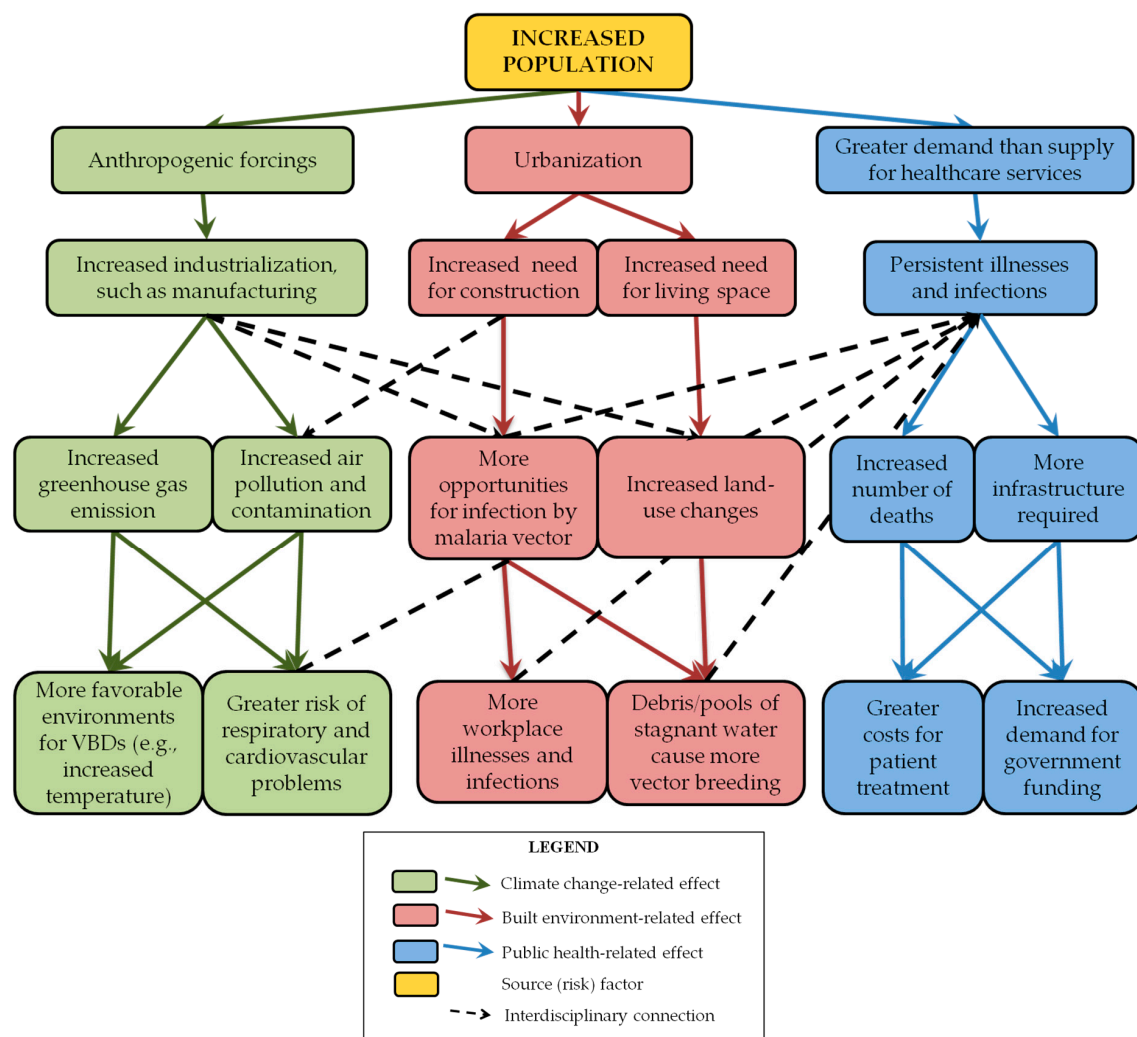 INCREASED
POPULATION
Anthropogenic forcings
Urbanization
Greater demand than supply
for healthcare services
Increased industrialization,
such as manufacturing
Increased need
for construction
Increased need
for living space
Persistent illnesses
and infections
Increased
greenhouse gas
emission
Increased air
pollution and
contamination
More
opportunities
for infection by
malaria vector
Increased land-
use changes
Increased
number of
deaths
More
infrastructure
required
More favorable
environments
for VBDs (e.g.,
increased
temperature)
Greater risk of
respiratory and
cardiovascular
problems
More
workplace
illnesses and
infections
Debris/pools of
stagnant water
cause more
vector breeding
Greater
costs for
patient
treatment
Increased
demand for
government
funding
LEGEND
Climate change-related effect
Built environment-related effect
Public health-related effect
Source (risk) factor
Interdisciplinary connection